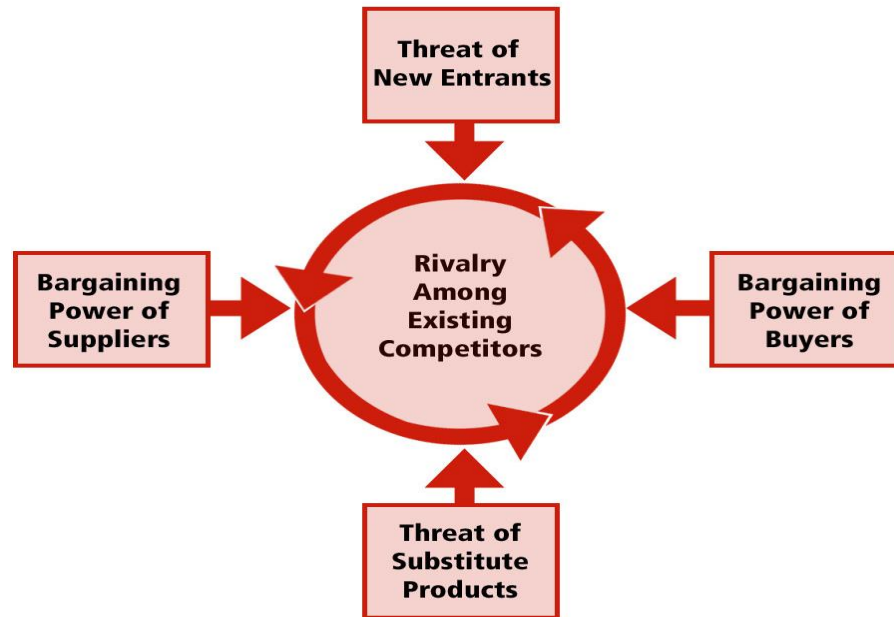 Threat of
New Entrants
Bargaining
Power of
Suppliers
Rivalry
Among
Existing
Competitors
Bargaining
Power of
Buyers
Threat of
Substitute
Products